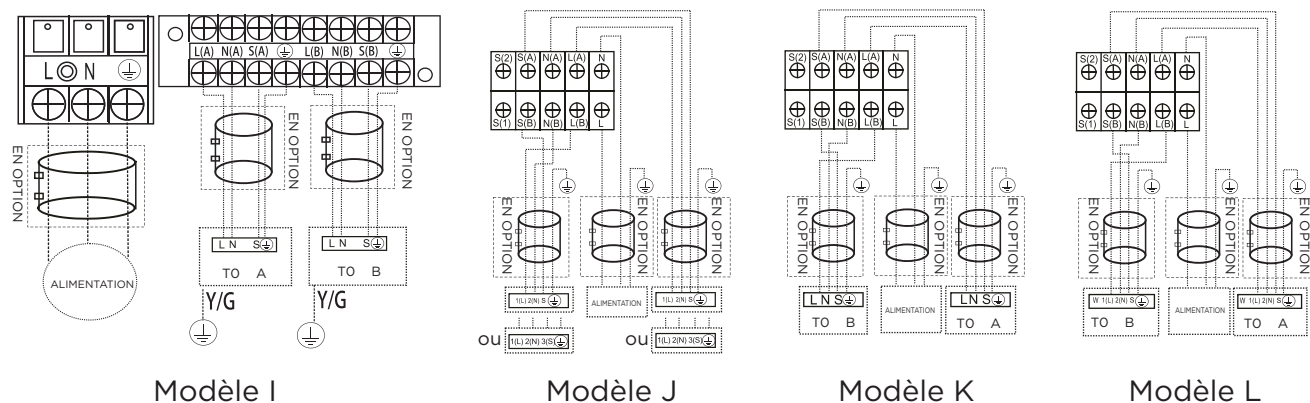 L N
L(A) N(A) S(A) L(B) N(B) S(B)
EN OPTION
EN OPTION
EN OPTION
ALIMENTATION
L N S
TO A
Y/G
L N S
TO B
Y/G
Modèle I
S(2) S(A) N(A) L(A) N
S(1) S(B) N(B) L(B) L
EN OPTION
EN OPTION
EN OPTION
1(L) 2(N) S
ALIMENTATION
1(L) 2(N) S
ou 1(L) 2(N) 3(S)
ou 1(L) 2(N) 3(S)
Modèle J
S(2) S(A) N(A) L(A) N
S(1) S(B) N(B) L(B) L
EN OPTION
EN OPTION
EN OPTION
L N S
TO B
ALIMENTATION
L N S
TO A
Modèle K
S(2) S(A) N(A) L(A) N
S(1) S(B) N(B) L(B) L
EN OPTION
EN OPTION
EN OPTION
W 1(L) 2(N) S
TO B
ALIMENTATION
W 1(L) 2(N) S
TO A
Modèle L